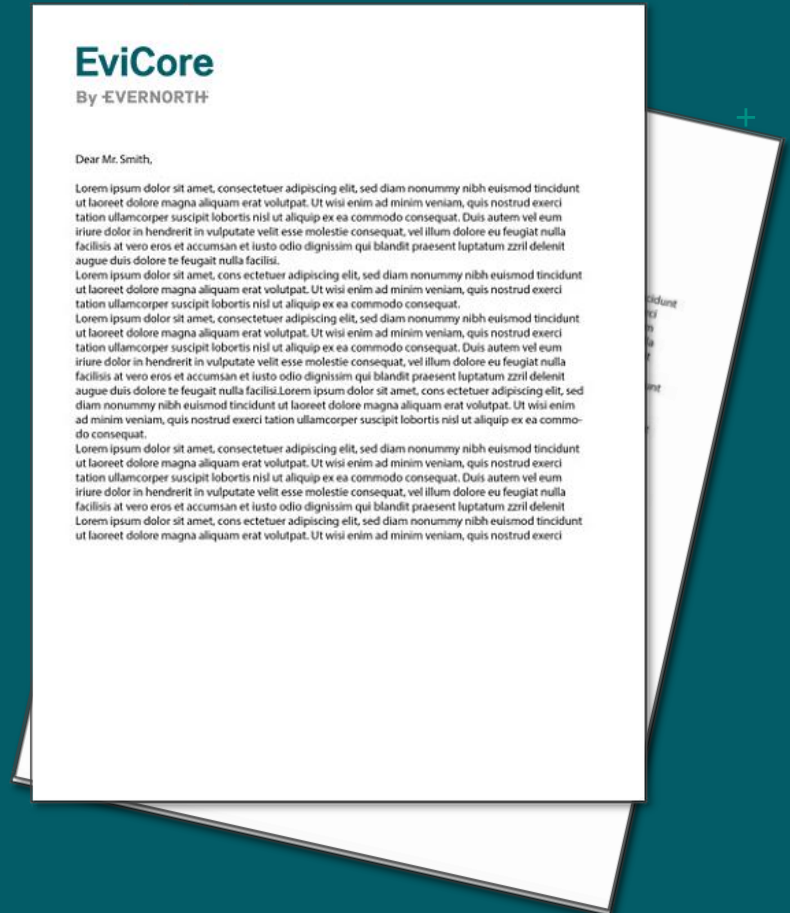 EviCore
By EVERNORTH
Dear Mr. Smith,
Lorem ipsum dolor sit amet, consectetuer adipiscing elit, sed diam nonummy nibh euismod tincidunt
ut laoreet dolore magna aliquam erat volutpat. Ut wisi enim ad minim veniam, quis nostrud exerci
tation ullamcorper suscipit lobortis nisl ut aliquip ex ea commodo consequat. Duis autem vel eum
iriure dolor in hendrerit in vulputate velit esse molestie consequat, vel illum dolore eu feugiat nulla
facilisis at vero eros et accumsan et iusto odio dignissim qui blandit praesent luptatum zzril delenit
augue duis dolore te feugait nulla facilisi.
Lorem ipsum dolor sit amet, cons ectetuer adipiscing elit, sed diam nonummy nibh euismod tincidunt
ut laoreet dolore magna aliquam erat volutpat. Ut wisi enim ad minim veniam, quis nostrud exerci
tation ullamcorper suscipit lobortis nisl ut aliquip ex ea commodo consequat.
Lorem ipsum dolor sit amet, consectetuer adipiscing elit, sed diam nonummy nibh euismod tincidunt
ut laoreet dolore magna aliquam erat volutpat. Ut wisi enim ad minim veniam, quis nostrud exerci
tation ullamcorper suscipit lobortis nisl ut aliquip ex ea commodo consequat. Duis autem vel eum
iriure dolor in hendrerit in vulputate velit esse molestie consequat, vel illum dolore eu feugiat nulla
facilisis at vero eros et accumsan et iusto odio dignissim qui blandit praesent luptatum zzril delenit
augue duis dolore te feugait nulla facilisi.Lorem ipsum dolor sit amet, cons ectetuer adipiscing elit, sed
diam nonummy nibh euismod tincidunt ut laoreet dolore magna aliquam erat volutpat. Ut wisi enim
ad minim veniam, quis nostrud exerci tation ullamcorper suscipit lobortis nisl ut aliquip ex ea commo-
do consequat.
Lorem ipsum dolor sit amet, consectetuer adipiscing elit, sed diam nonummy nibh euismod tincidunt
ut laoreet dolore magna aliquam erat volutpat. Ut wisi enim ad minim veniam, quis nostrud exerci
tation ullamcorper suscipit lobortis nisl ut aliquip ex ea commodo consequat. Duis autem vel eum
iriure dolor in hendrerit in vulputate velit esse molestie consequat, vel illum dolore eu feugiat nulla
facilisis at vero eros et accumsan et iusto odio dignissim qui blandit praesent luptatum zzril delenit
Lorem ipsum dolor sit amet, cons ectetuer adipiscing elit, sed diam nonummy nibh euismod tincidunt
ut laoreet dolore magna aliquam erat volutpat. Ut wisi enim ad minim veniam, quis nostrud exerci